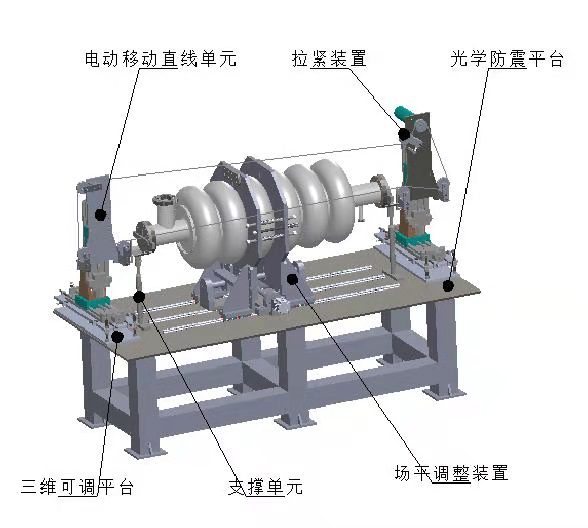 电动移动直线单元
拉紧装置
光学防震平台
三维可调平台
支撑单元
场平调整装置